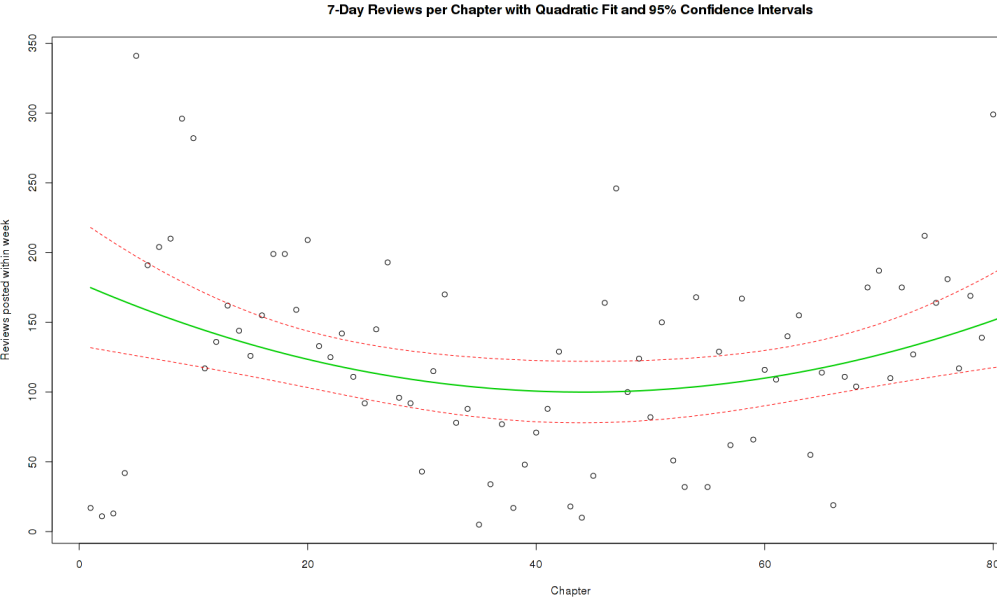 7-Day Reviews per Chapter with Quadratic Fit and 95% Confidence Intervals
Reviews posted within week
350
300
250
200
150
100
50
0
0 20 40 60 80
Chapter